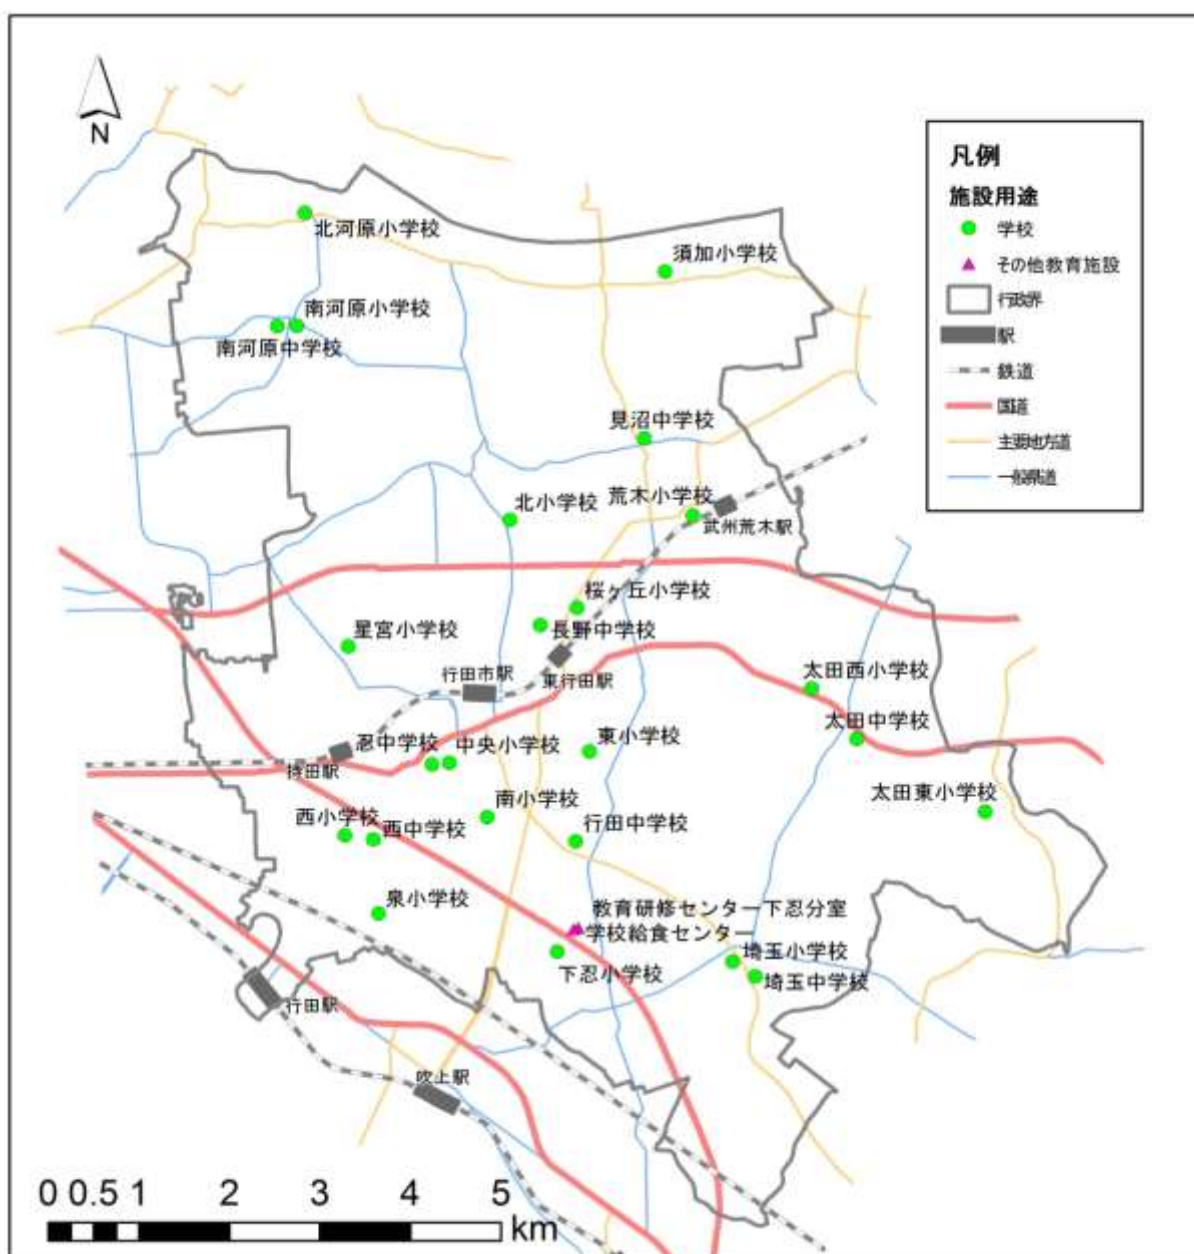 N
凡例
施設用途
学校
その他教育施設
行政界
駅
鉄道
国道
主要地方道
一般県道
北河原小学校
須加小学校
南河原小学校
南河原中学校
見沼中学校
北小学校
荒木小学校
武州荒木駅
桜ヶ丘小学校
長野中学校
星宮小学校
行田市駅
東行田駅
太田西小学校
太田中学校
忍中学校
中央小学校
東小学校
持田駅
太田東小学校
南小学校
西小学校
西中学校
行田中学校
泉小学校
教育研修センター下忍分室
学校給食センター
下忍小学校
埼玉小学校
埼玉中学校
行田駅
吹上駅
0 0.5 1 2 3 4 5
km